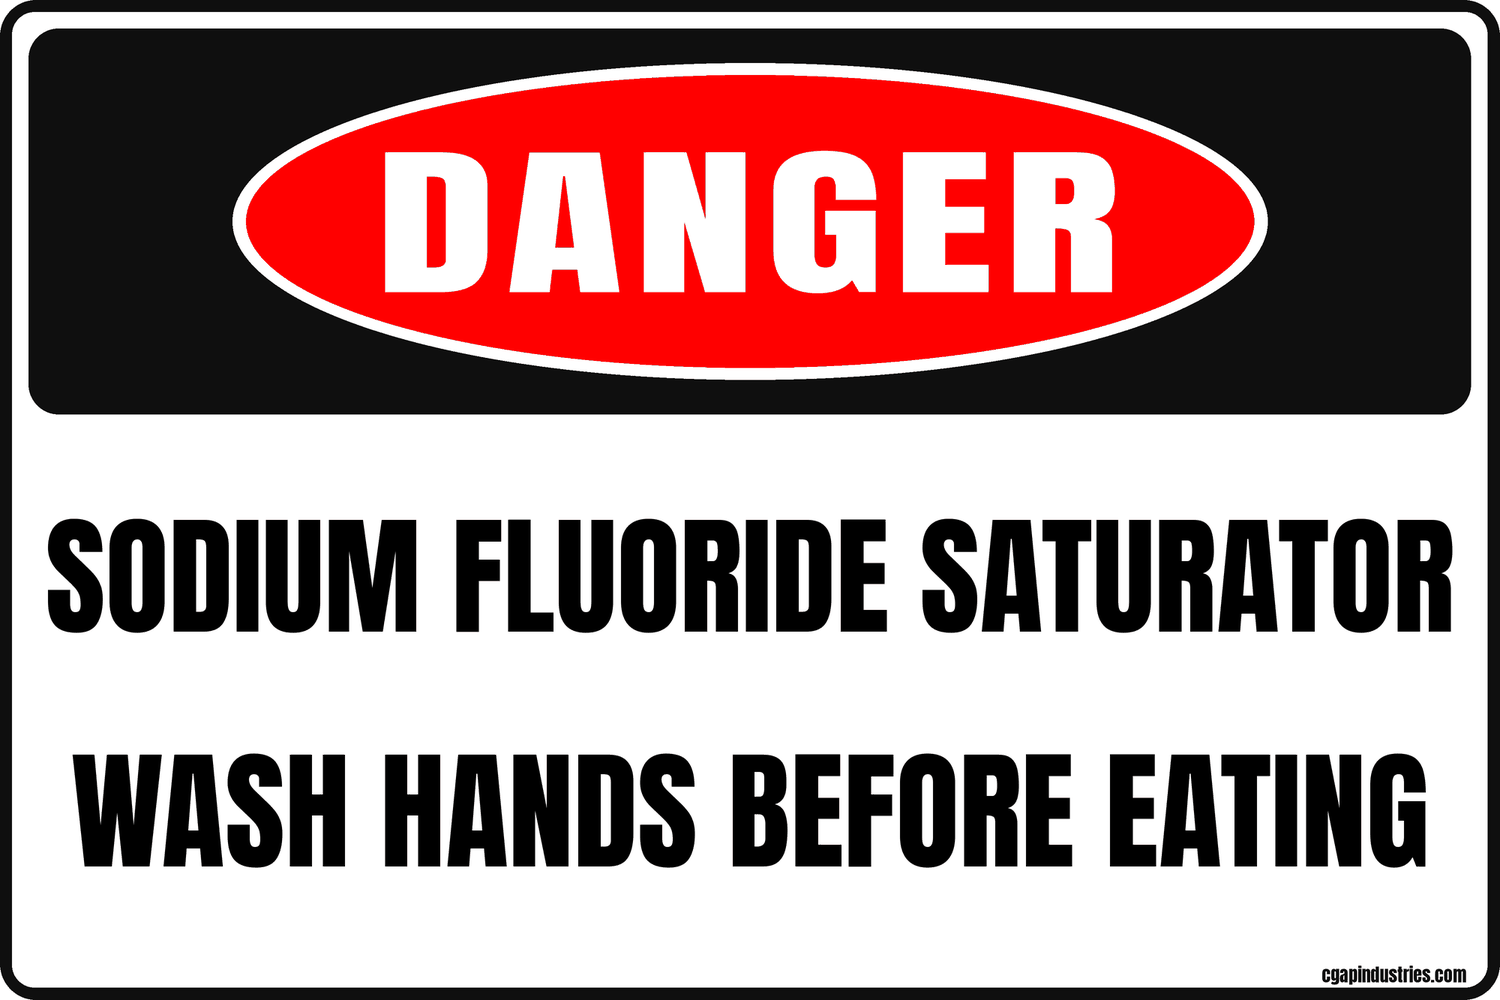 DANGER
SODIUM FLUORIDE SATURATOR
WASH HANDS BEFORE EATING
cgapindustries.com